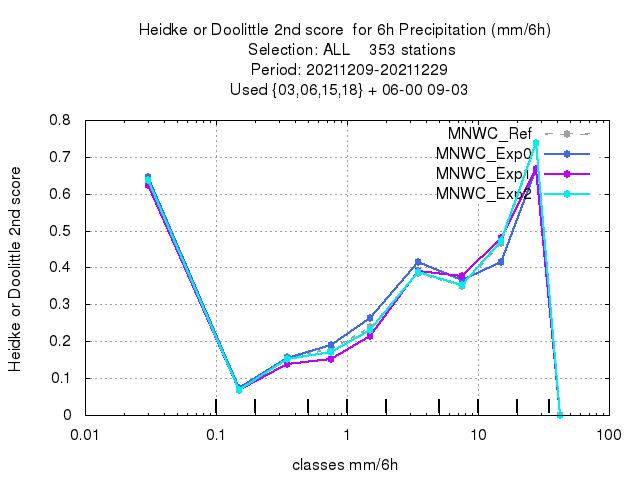 Heidke or Doolittle 2nd score  for 6h Precipitation (mm/6h)
Selection: ALL    353 stations
Period: 20211209-20211229
Used {03,06,15,18} + 06-00 09-03
MNWC_Ref
MNWC_Exp0
MNWC_Exp1
MNWC_Exp2
Heidke or Doolittle 2nd score
0.8
0.7
0.6
0.5
0.4
0.3
0.2
0.1
0
0.01 0.1 1 10 100
classes mm/6h